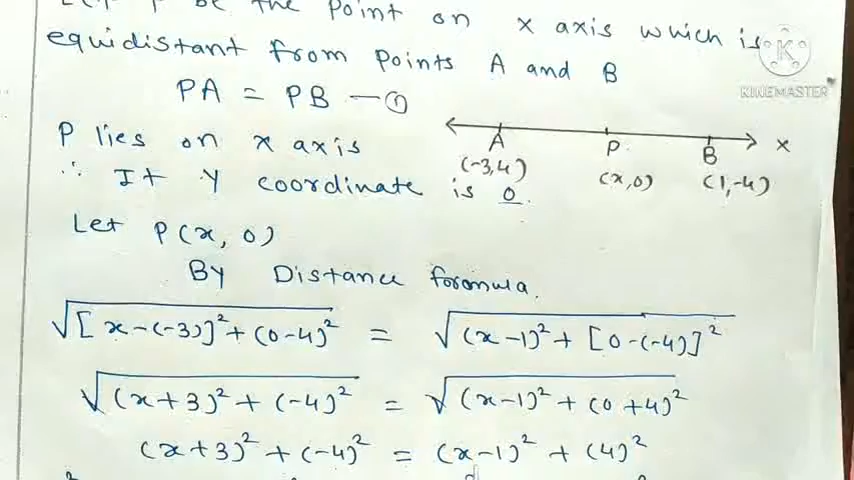 P be the Point on x axis which is
equidistant from Points A and B
K
KINEMASTER
PA = PB — ①
P lies on x axis
∴ It Y coordinate is 0.
A P B X
(-3,4) (x,0) (1,-4)
Let P(x, 0)
By Distance formula.
√([x-(-3)]² + (0-4)²) = √((x-1)² + [0-(-4)]²)
√((x+3)² + (-4)²) = √((x-1)² + (0+4)²)
(x+3)² + (-4)² = (x-1)² + (4)²